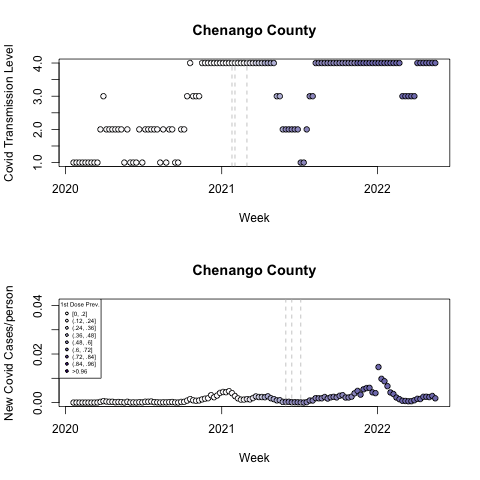 Chenango County
Covid Transmission Level
4.0
3.0
2.0
1.0
2020 2021 2022
Week
Chenango County
New Covid Cases/person
0.04
0.02
0.00
1st Dose Prev.
[0, .2]
(.12, .24]
(.24, .36]
(.36, .48]
(.48, .6]
(.6, .72]
(.72, .84]
(.84, .96]
>0.96
2020 2021 2022
Week